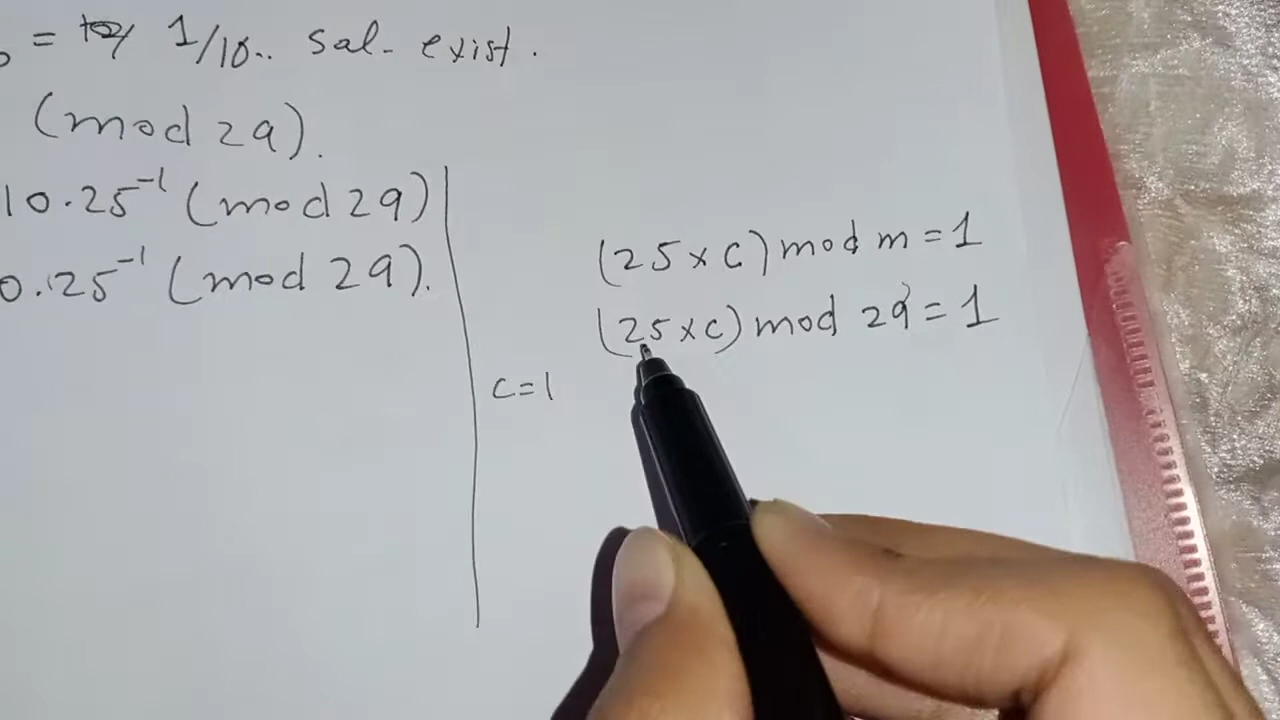 = 1/10.. sal- exist.
(mod 29).
10.25⁻¹ (mod 29)
0.25⁻¹ (mod 29).
(25×c) mod m = 1
(25×c) mod 29 = 1
c=1